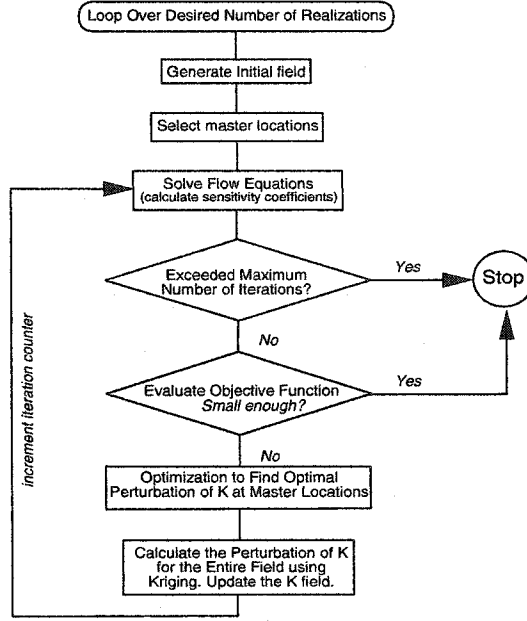 Loop Over Desired Number of Realizations
Generate Initial field
Select master locations
Solve Flow Equations
(calculate sensitivity coefficients)
Exceeded Maximum
Number of Iterations?
Yes
Stop
No
Evaluate Objective Function
Small enough?
Yes
No
Optimization to Find Optimal
Perturbation of K at Master Locations
Calculate the Perturbation of K
for the Entire Field using
Kriging. Update the K field.
increment iteration counter